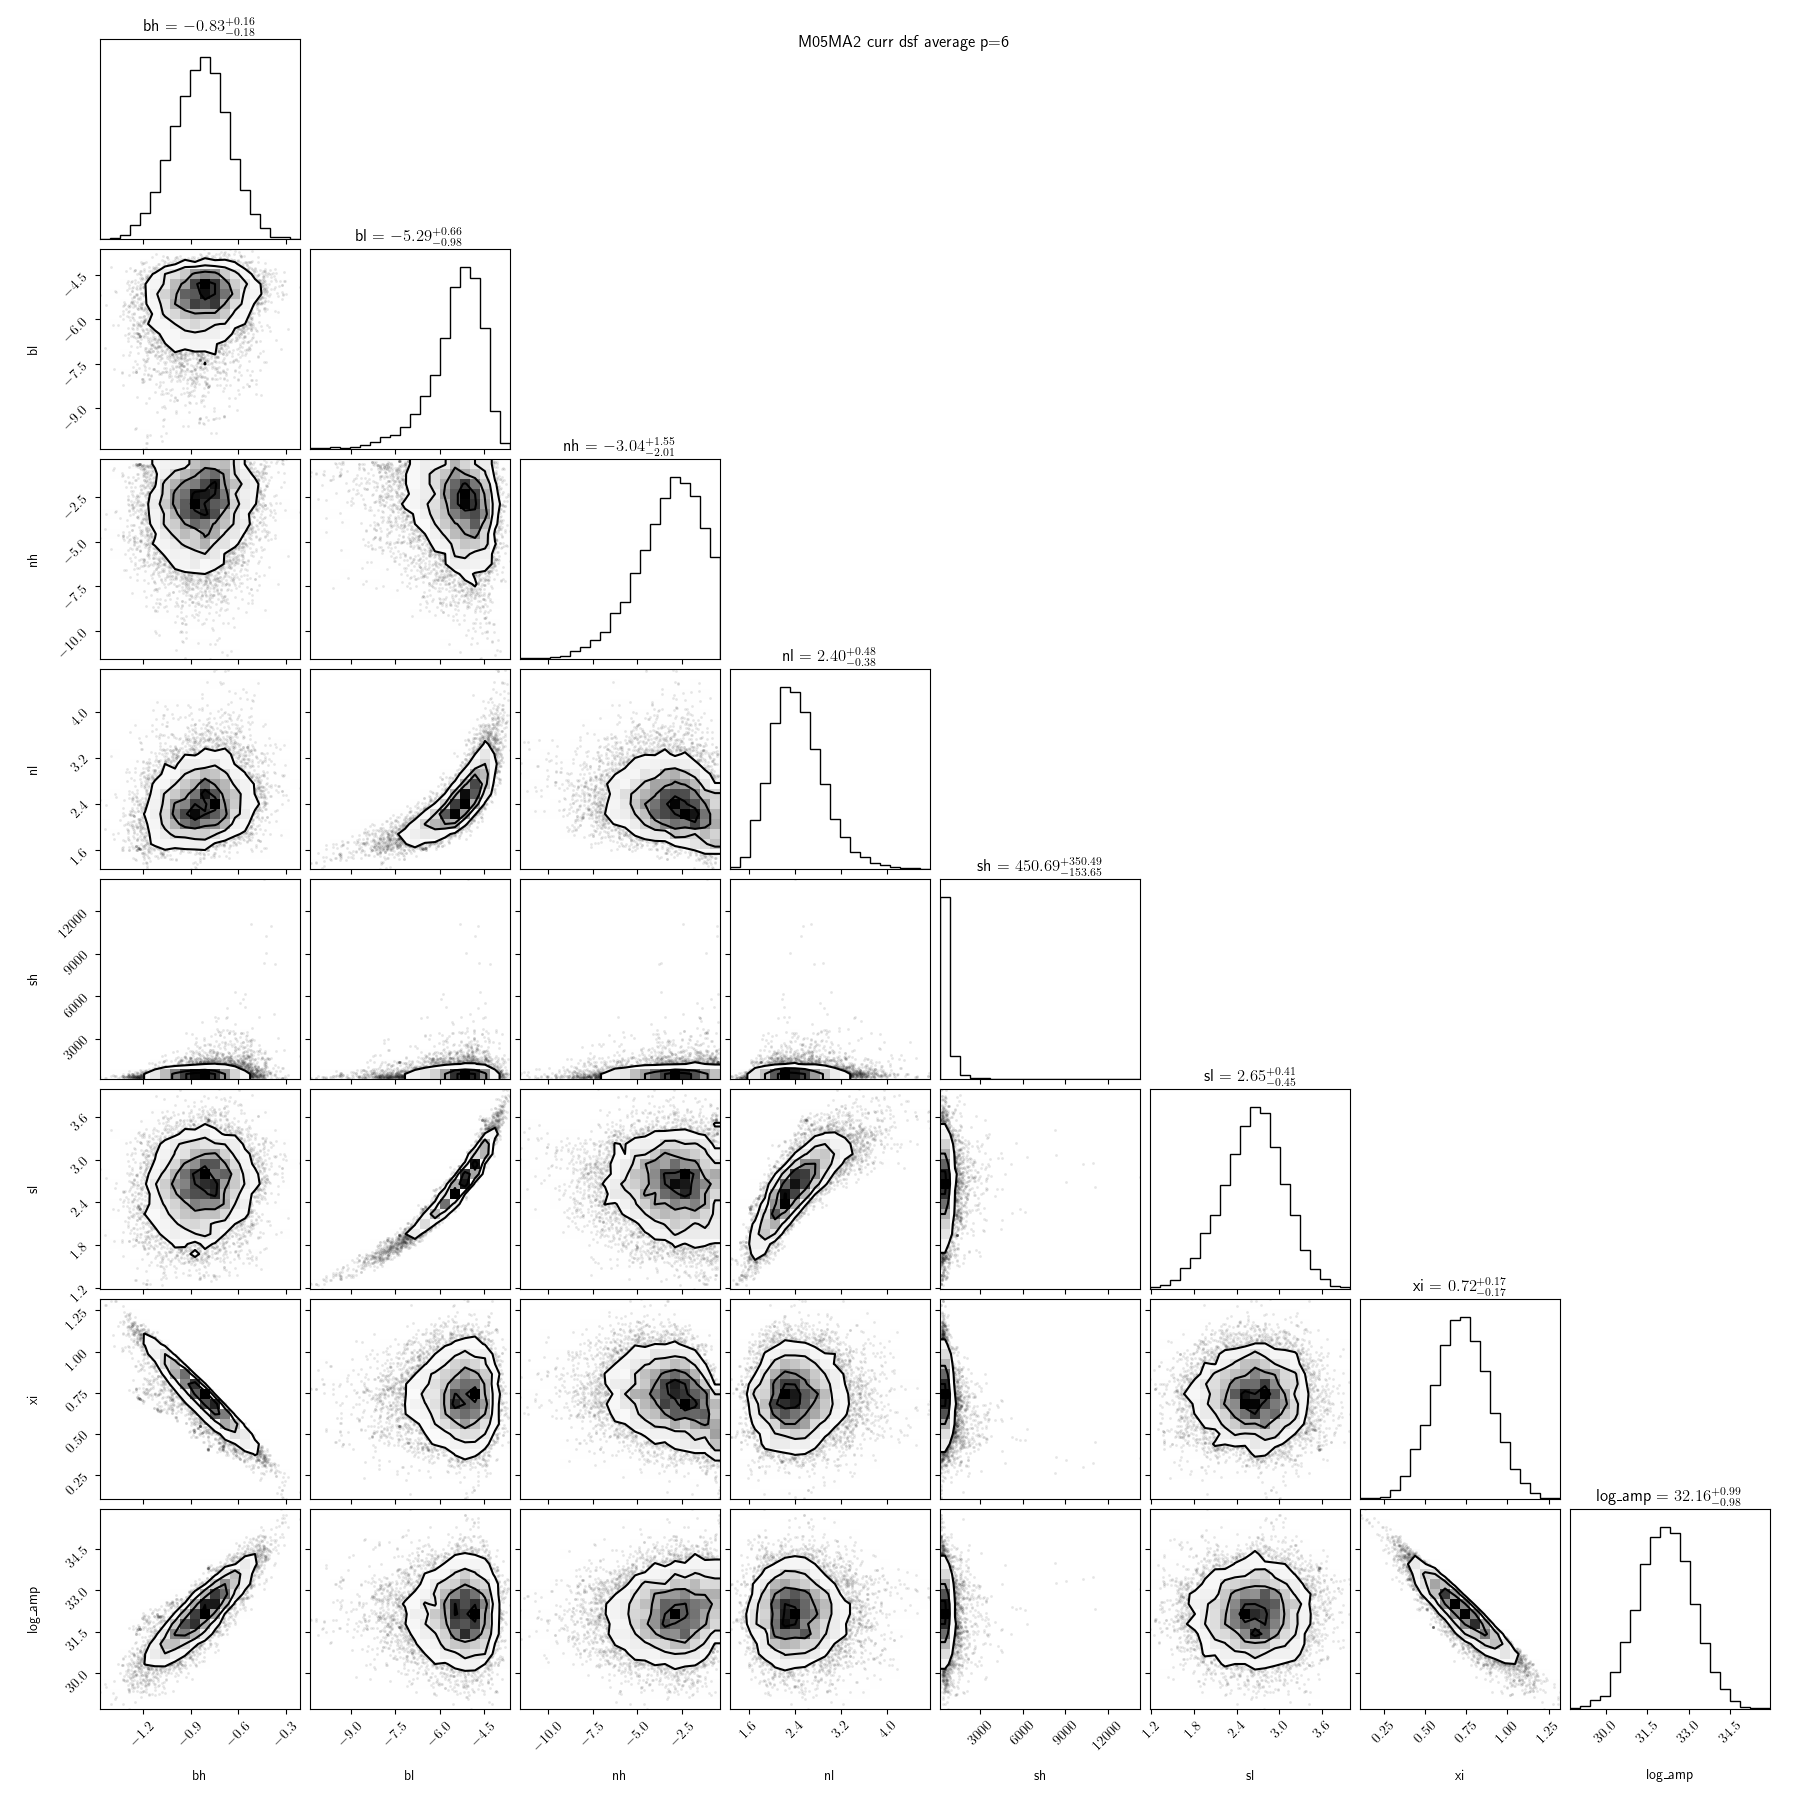 bh = −0.83+0.16−0.18
M05MA2 curr dsf average p=6
bl = −5.29+0.66−0.98
−4.5
−6.0
−7.5
−9.0
bl
nh = −3.04+1.55−2.01
−2.5
−5.0
−7.5
−10.0
nh
nl = 2.40+0.48−0.38
4.0
3.2
2.4
1.6
nl
sh = 450.69+350.49−153.65
12000
9000
6000
3000
sh
sl = 2.65+0.41−0.45
3.6
3.0
2.4
1.8
1.2
sl
xi = 0.72+0.17−0.17
1.25
1.00
0.75
0.50
0.25
xi
log_amp = 32.16+0.99−0.98
34.5
33.0
31.5
30.0
log_amp
−1.2 −0.9 −0.6 −0.3 −9.0 −7.5 −6.0 −4.5 −10.0 −7.5 −5.0 −2.5 1.6 2.4 3.2 4.0 3000 6000 9000 12000 1.2 1.8 2.4 3.0 3.6 0.25 0.50 0.75 1.00 1.25 30.0 31.5 33.0 34.5
bh bl nh nl sh sl xi log_amp